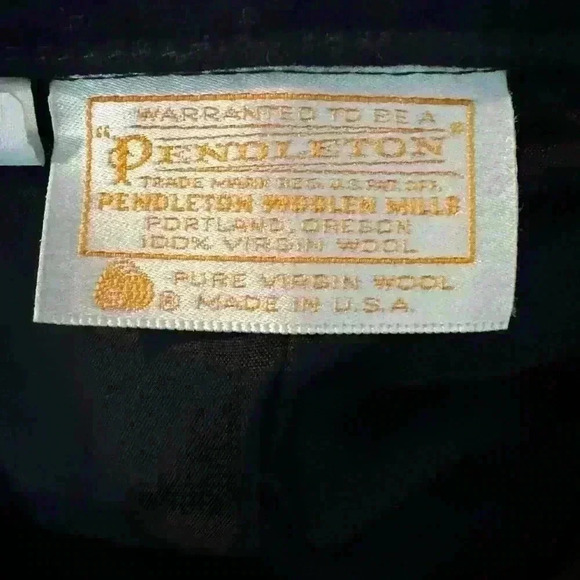 WARRANTED TO BE A
"PENDLETON"
TRADE MARK REG. U.S. PAT. OFF.
PENDLETON WOOLEN MILLS
PORTLAND, OREGON
100% VIRGIN WOOL
PURE VIRGIN WOOL
® MADE IN U.S.A.